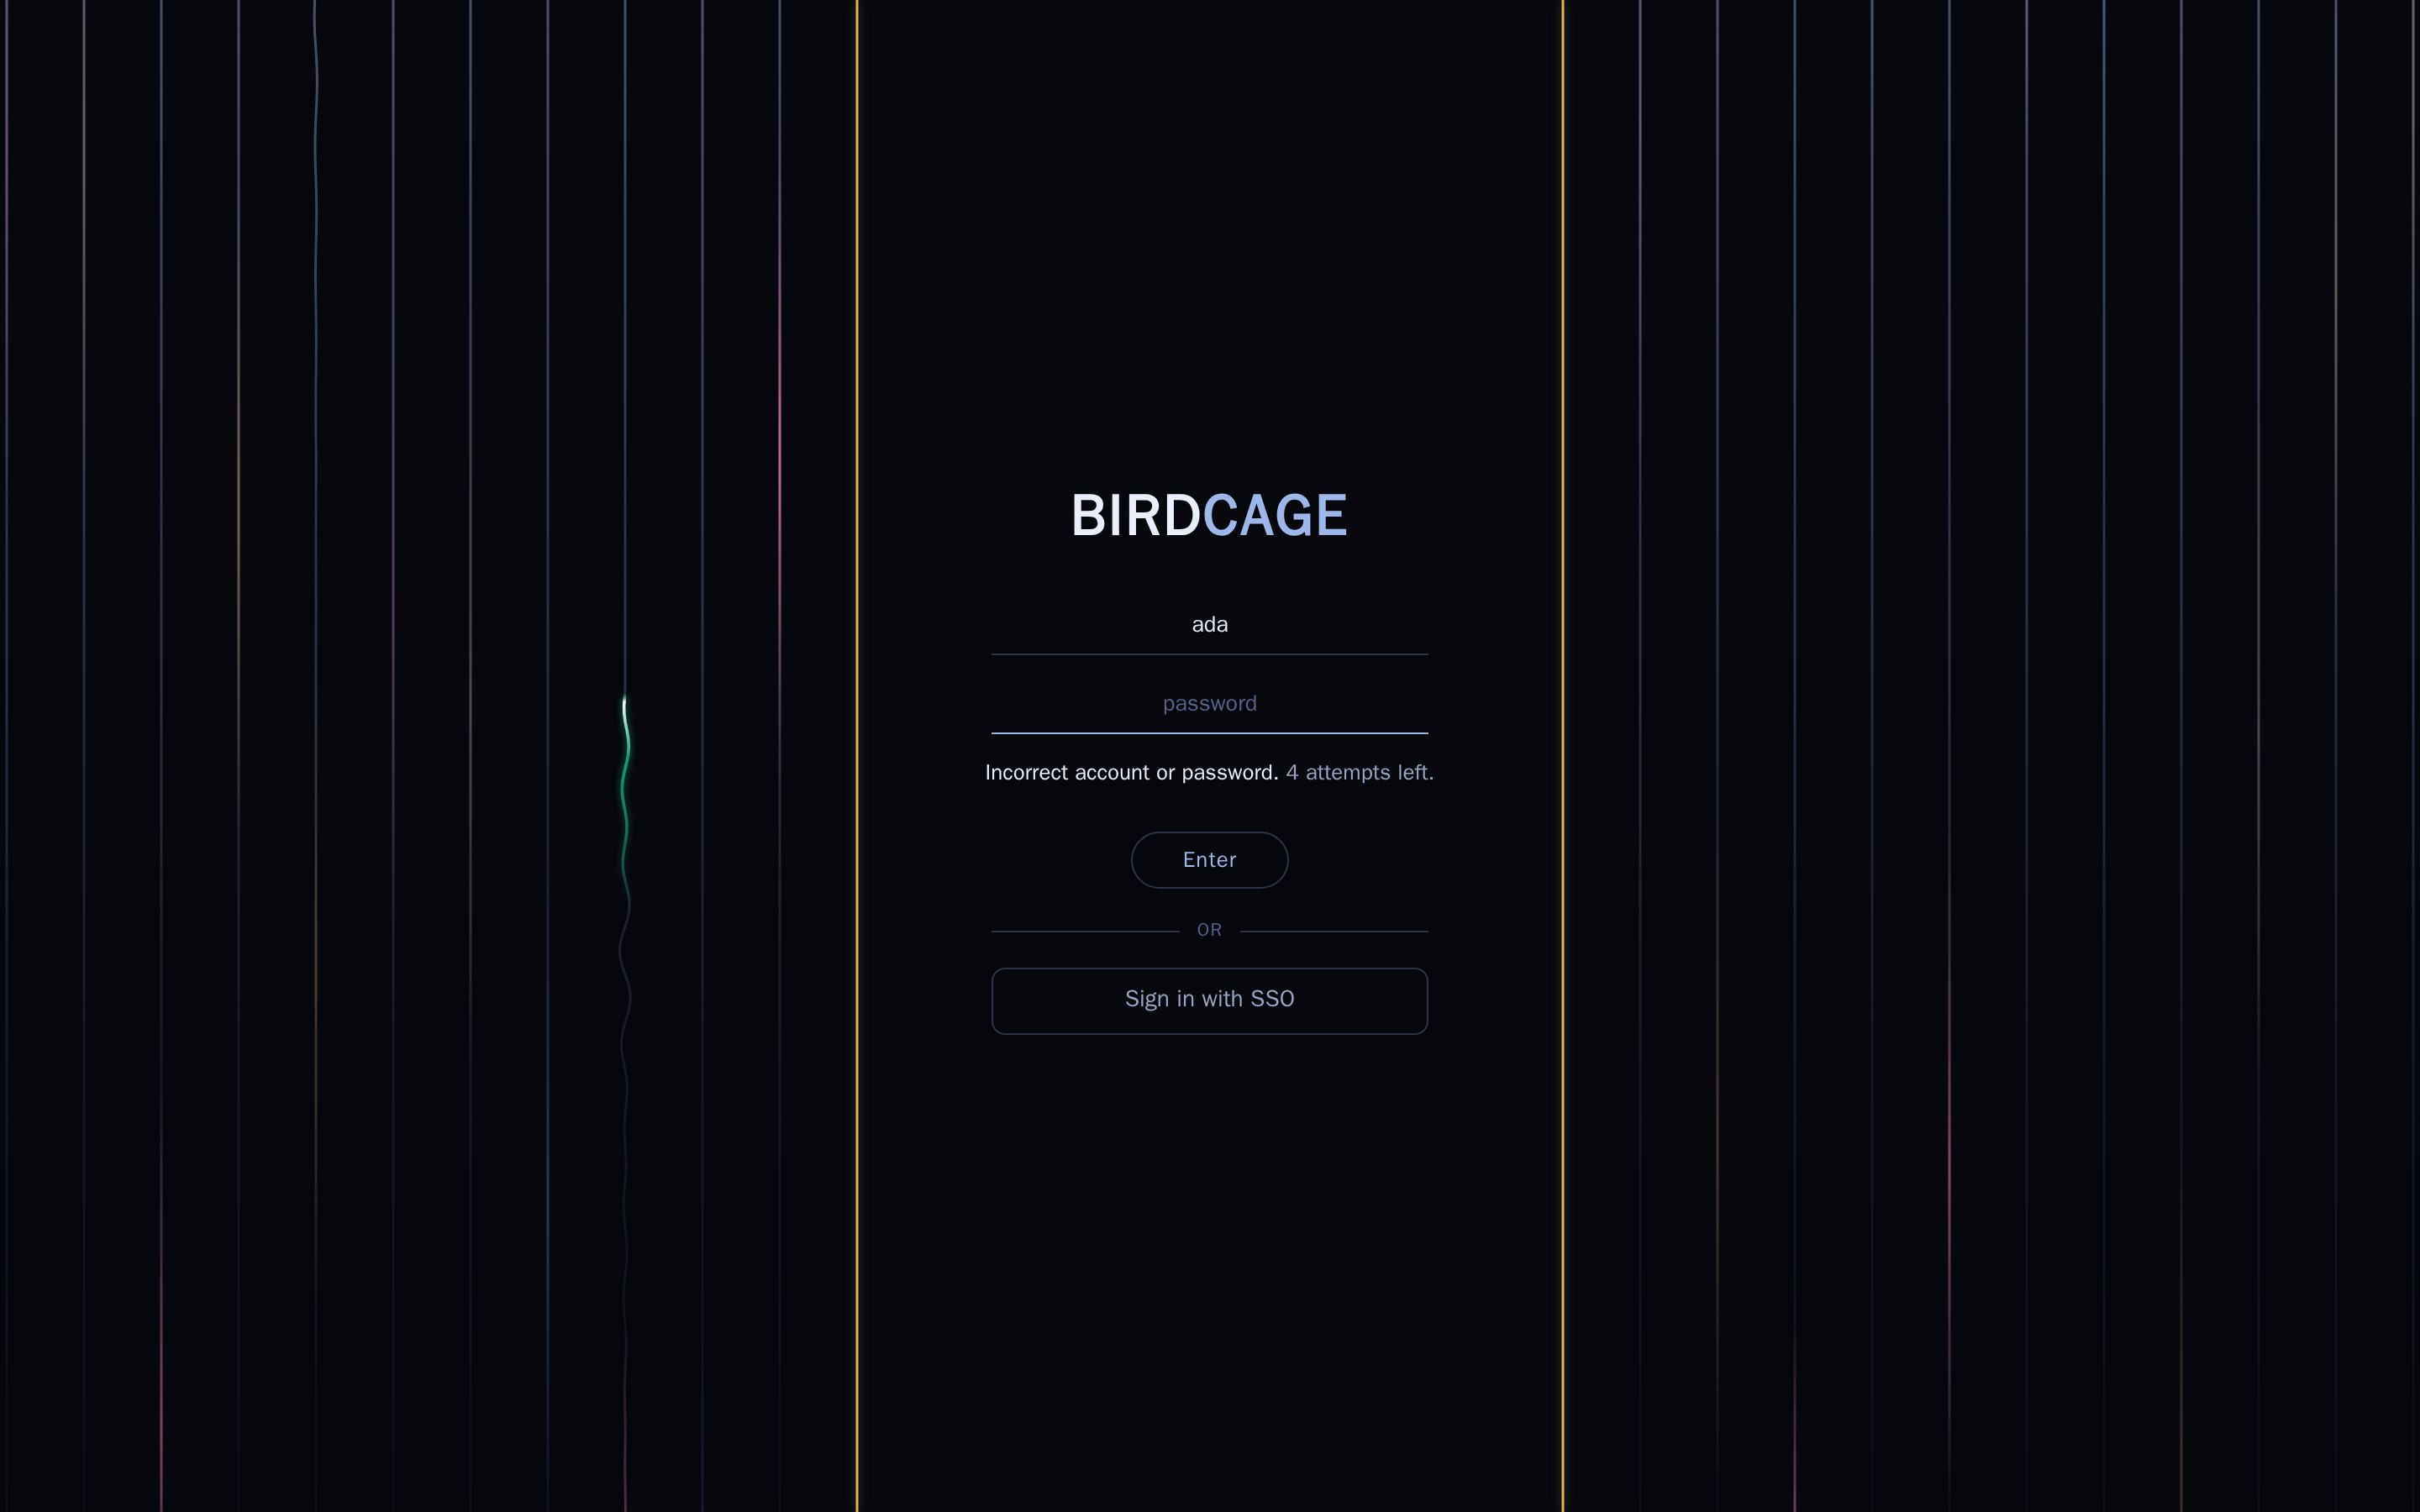 BIRDCAGE
ada
password
Incorrect account or password. 4 attempts left.
Enter
OR
Sign in with SSO